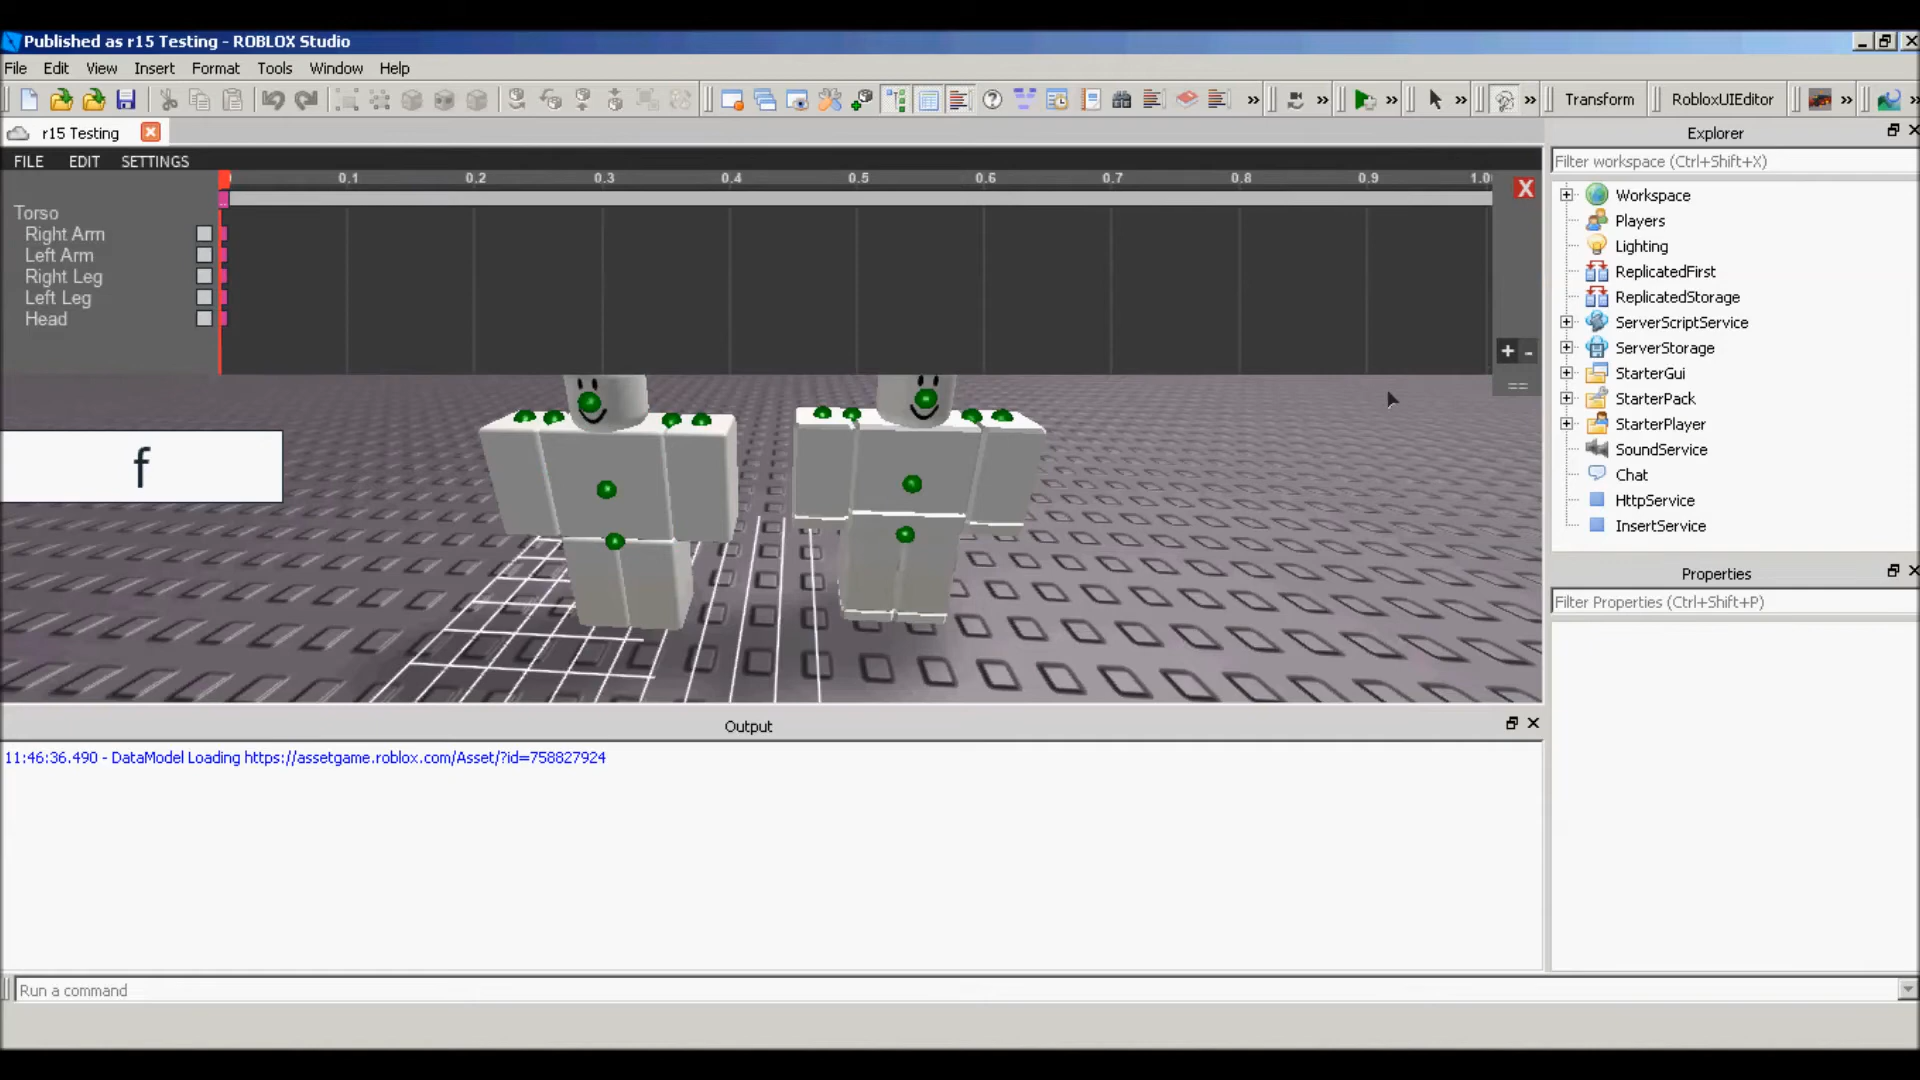 Published as r15 Testing - ROBLOX Studio
File Edit View Insert Format Tools Window Help
Transform RobloxUIEditor
r15 Testing
Explorer
FILE EDIT SETTINGS
Filter workspace (Ctrl+Shift+X)
0.1 0.2 0.3 0.4 0.5 0.6 0.7 0.8 0.9 1.0
X
Workspace
Torso
Players
Right Arm
Lighting
Left Arm
ReplicatedFirst
Right Leg
ReplicatedStorage
Left Leg
Head
ServerScriptService
ServerStorage
+ -
StarterGui
==
StarterPack
StarterPlayer
SoundService
f
Chat
HttpService
InsertService
Properties
Filter Properties (Ctrl+Shift+P)
Output
11:46:36.490 - DataModel Loading https://assetgame.roblox.com/Asset/?id=758827924
Run a command